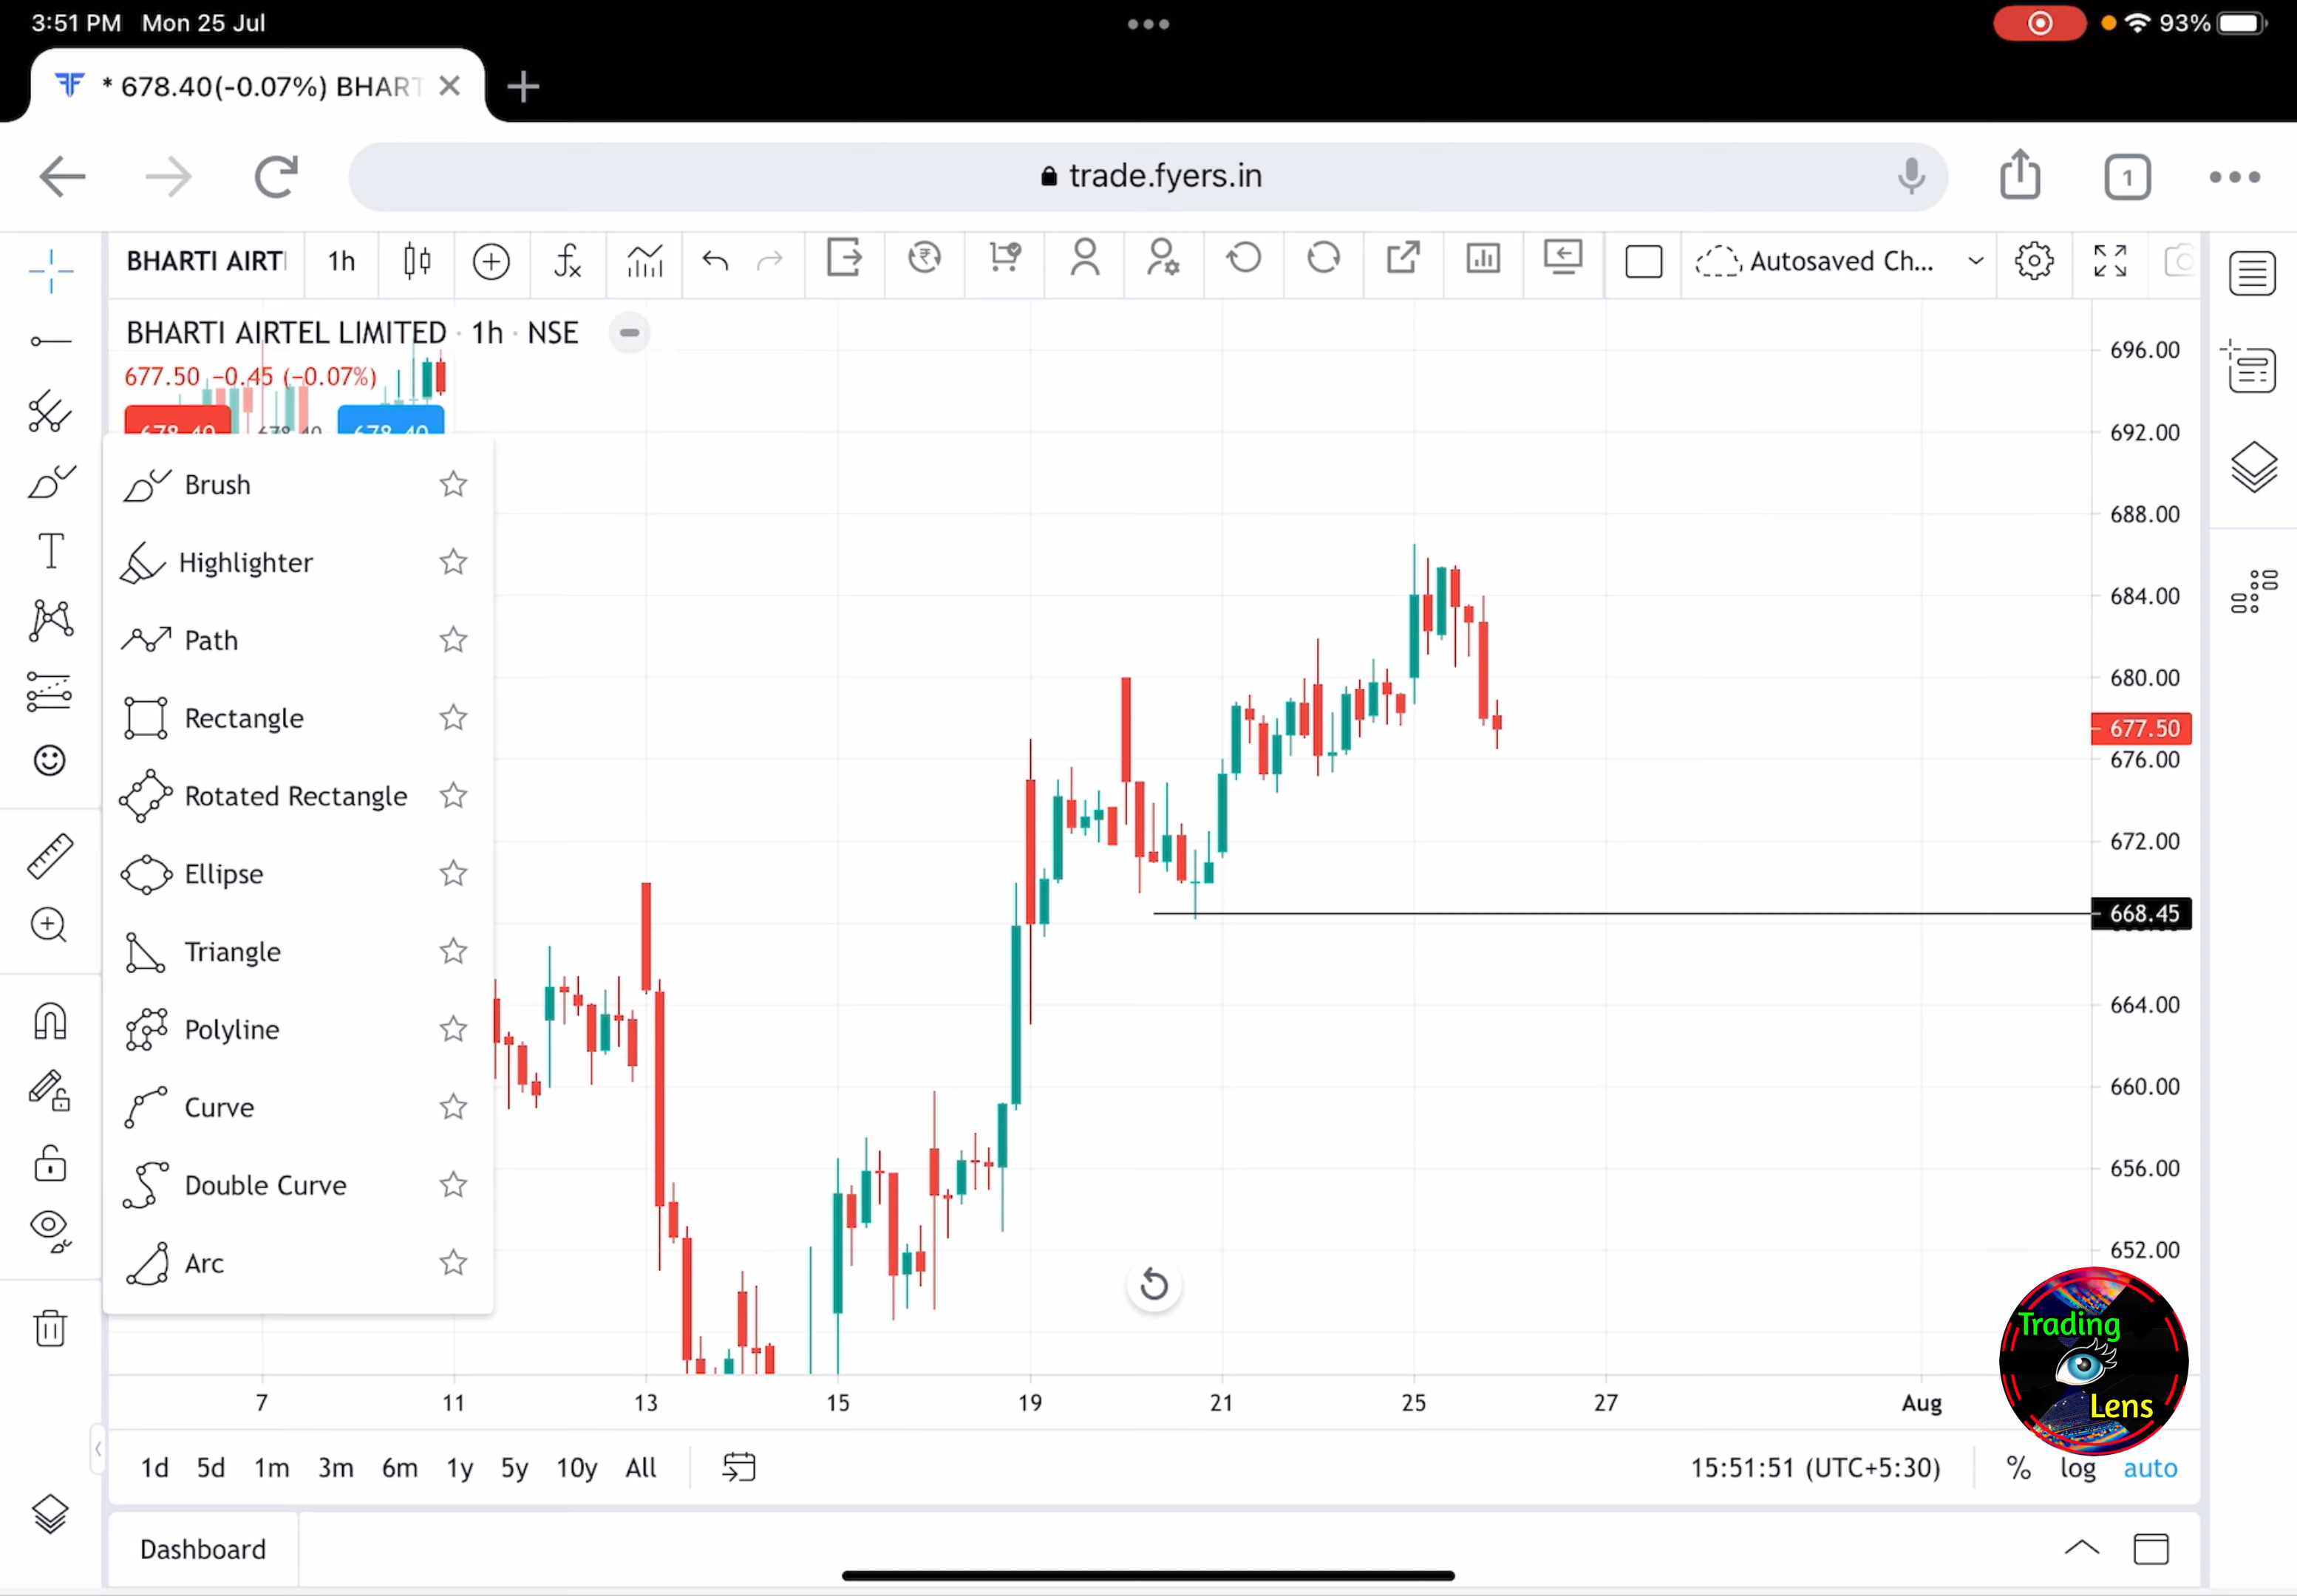 3:51 PM Mon 25 Jul
93%
* 678.40(-0.07%) BHART
trade.fyers.in
1
BHARTI AIRTI
1h
fx
Autosaved Ch...
BHARTI AIRTEL LIMITED · 1h · NSE
677.50 −0.45 (−0.07%)
678.40 678.40 678.40
Brush
Highlighter
Path
Rectangle
Rotated Rectangle
Ellipse
Triangle
Polyline
Curve
Double Curve
Arc
696.00
692.00
688.00
684.00
680.00
677.50
676.00
672.00
668.45
664.00
660.00
656.00
652.00
Trading
Lens
7 11 13 15 19 21 25 27 Aug
1d 5d 1m 3m 6m 1y 5y 10y All
15:51:51 (UTC+5:30) % log auto
Dashboard